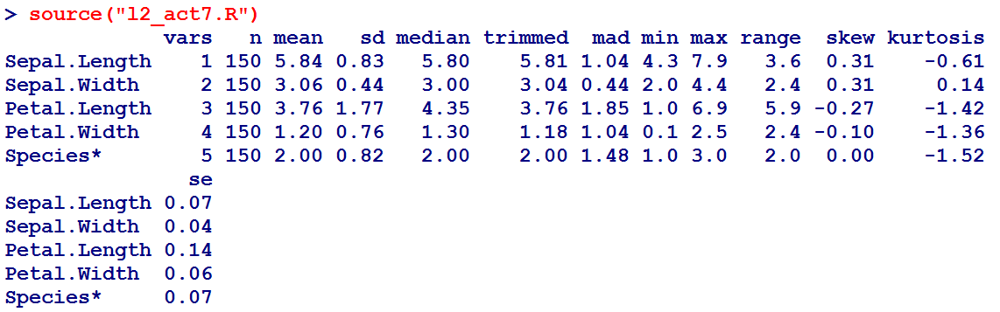 > source("l2_act7.R")
vars n mean sd median trimmed mad min max range skew kurtosis
Sepal.Length 1 150 5.84 0.83 5.80 5.81 1.04 4.3 7.9 3.6 0.31 -0.61
Sepal.Width 2 150 3.06 0.44 3.00 3.04 0.44 2.0 4.4 2.4 0.31 0.14
Petal.Length 3 150 3.76 1.77 4.35 3.76 1.85 1.0 6.9 5.9 -0.27 -1.42
Petal.Width 4 150 1.20 0.76 1.30 1.18 1.04 0.1 2.5 2.4 -0.10 -1.36
Species* 5 150 2.00 0.82 2.00 2.00 1.48 1.0 3.0 2.0 0.00 -1.52
se
Sepal.Length 0.07
Sepal.Width 0.04
Petal.Length 0.14
Petal.Width 0.06
Species* 0.07